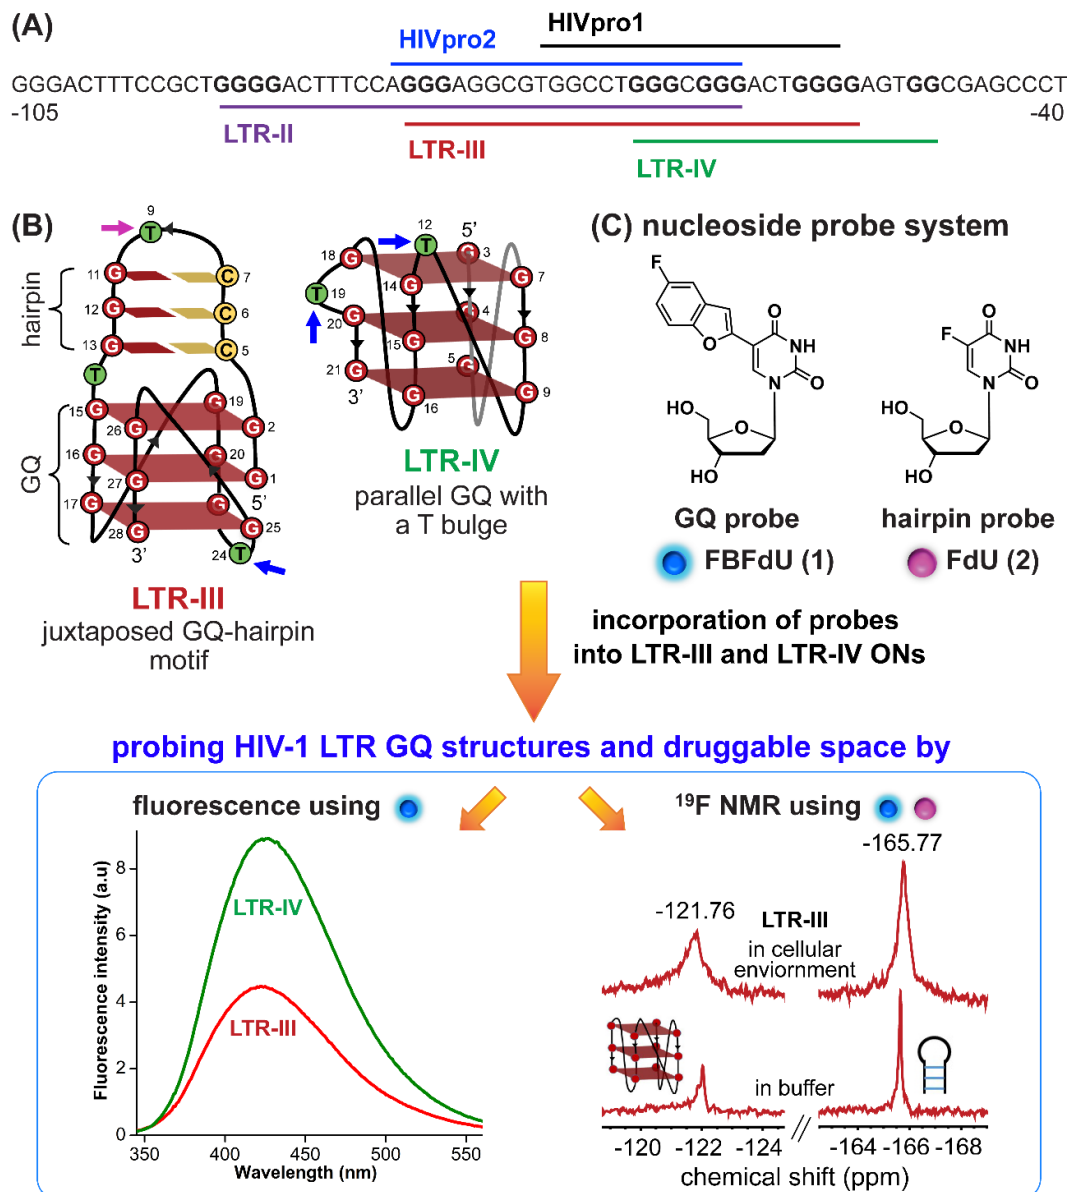 (A)
HIVpro1
HIVpro2
GGGACTTTCCGCTGGGGACTTTCCAGGGAGGCGTGGCCTGGGCGGGACTGGGGAGTGGCGAGCCCT
-105
-40
LTR-II
LTR-III
LTR-IV
(B)
9
T
11 G C 7
12 G C 6
13 G C 5
hairpin
T
GQ
15 G
G 19
26 G
G 2
16 G
G 20
27 G
G 1
5'
17 G
G
G 25
28 G
3'
24 T
LTR-III
juxtaposed GQ-hairpin
motif
12
T
5'
18 G
G 3
14 G
G 7
T 19
20 G
G 4
15 G
G 8
21 G
5 G
3'
G 16
G 9
LTR-IV
parallel GQ with
a T bulge
(C) nucleoside probe system
F
O
O
NH
N
O
HO
O
HO
GQ probe
FBFdU (1)
F
O
NH
N
O
HO
O
HO
hairpin probe
FdU (2)
incorporation of probes
into LTR-III and LTR-IV ONs
probing HIV-1 LTR GQ structures and druggable space by
fluorescence using
Fluorescence intensity (a.u)
8
6
4
2
0
LTR-IV
LTR-III
350 400 450 500 550
Wavelength (nm)
19F NMR using
-165.77
-121.76
LTR-III
in cellular
enviornment
in buffer
-120 -122 -124 // -164 -166 -168
chemical shift (ppm)